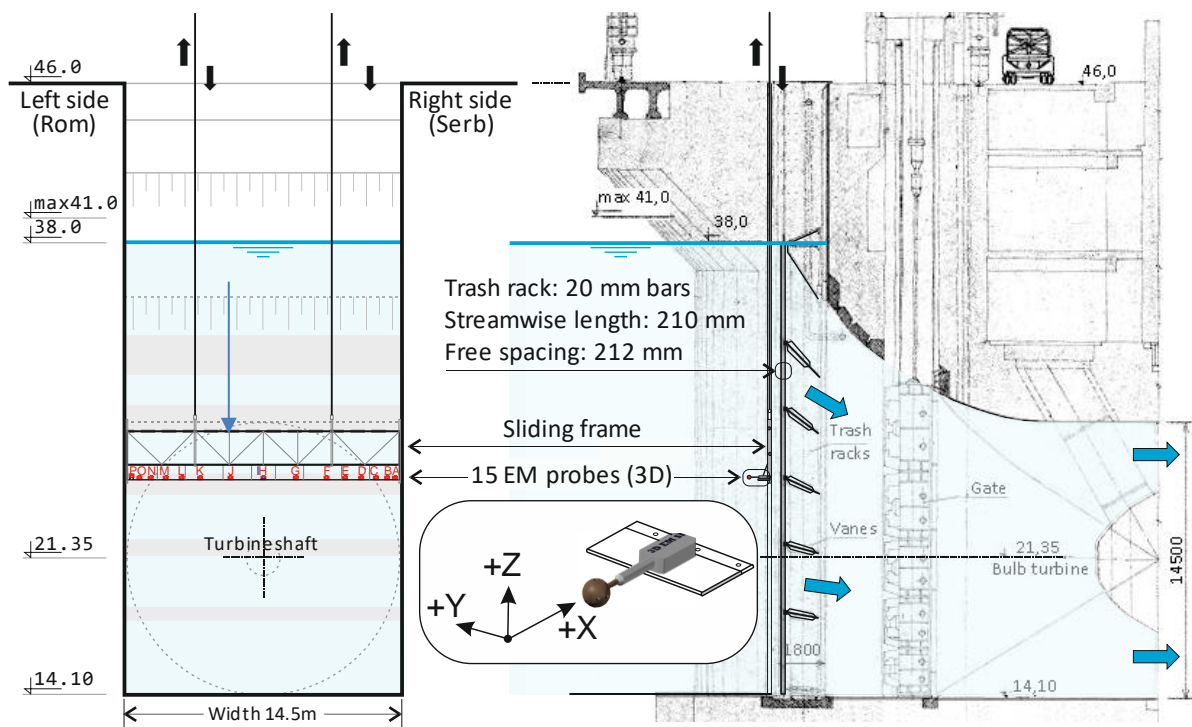 46.0
Left side
(Rom)
Right side
(Serb)
46,0
max41.0
38.0
max 41,0
38,0
Trash rack: 20 mm bars
Streamwise length: 210 mm
Free spacing: 212 mm
Sliding frame
Trash
racks
P O N M L K J H G F E D C B A
15 EM probes (3D)
Gate
Vanes
21.35
Turbineshaft
21,35
Bulb turbine
14500
+Z
+Y
+X
1800
14.10
14,10
Width 14.5m